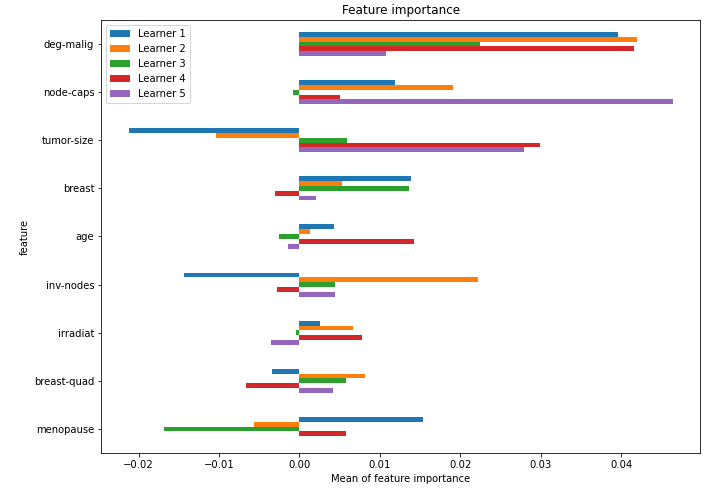 Feature importance
Learner 1
Learner 2
Learner 3
Learner 4
Learner 5
feature
deg-malig
node-caps
tumor-size
breast
age
inv-nodes
irradiat
breast-quad
menopause
−0.02 −0.01 0.00 0.01 0.02 0.03 0.04
Mean of feature importance